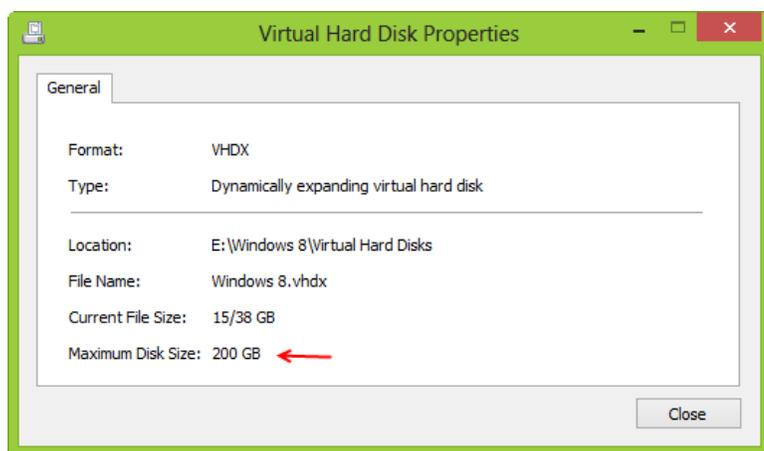 Virtual Hard Disk Properties
General
Format: VHDX
Type: Dynamically expanding virtual hard disk
Location: E:\Windows 8\Virtual Hard Disks
File Name: Windows 8.vhdx
Current File Size: 15/38 GB
Maximum Disk Size: 200 GB
Close